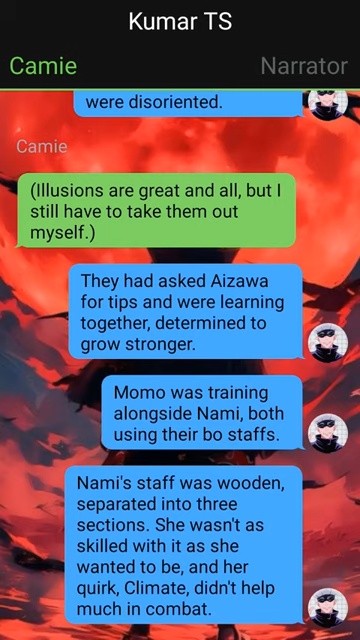 Kumar TS
Camie
Narrator
were disoriented.
Camie
(Illusions are great and all, but I
still have to take them out
myself.)
They had asked Aizawa
for tips and were learning
together, determined to
grow stronger.
Momo was training
alongside Nami, both
using their bo staffs.
Nami's staff was wooden,
separated into three
sections. She wasn't as
skilled with it as she
wanted to be, and her
quirk, Climate, didn't help
much in combat.